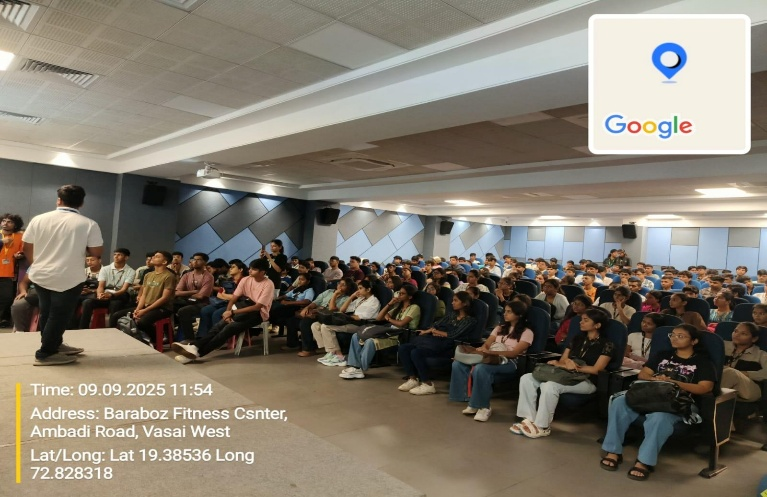 Google
Time: 09.09.2025 11:54
Address: Baraboz Fitness Csnter,
Ambadi Road, Vasai West
Lat/Long: Lat 19.38536 Long
72.828318